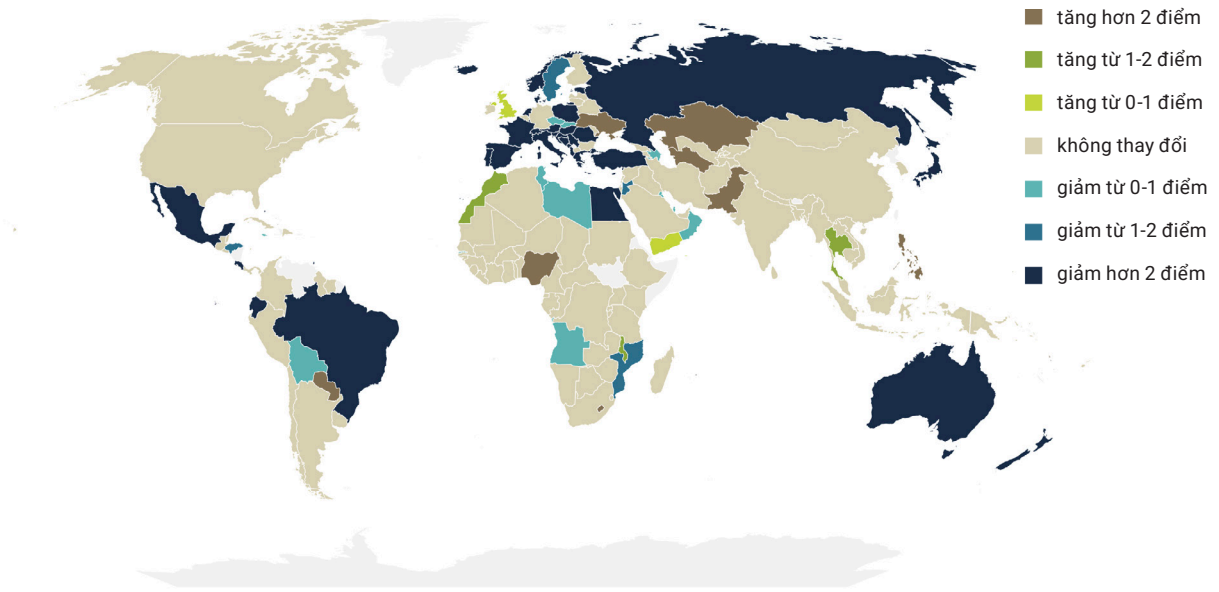 tăng hơn 2 điểm
tăng từ 1-2 điểm
tăng từ 0-1 điểm
không thay đổi
giảm từ 0-1 điểm
giảm từ 1-2 điểm
giảm hơn 2 điểm